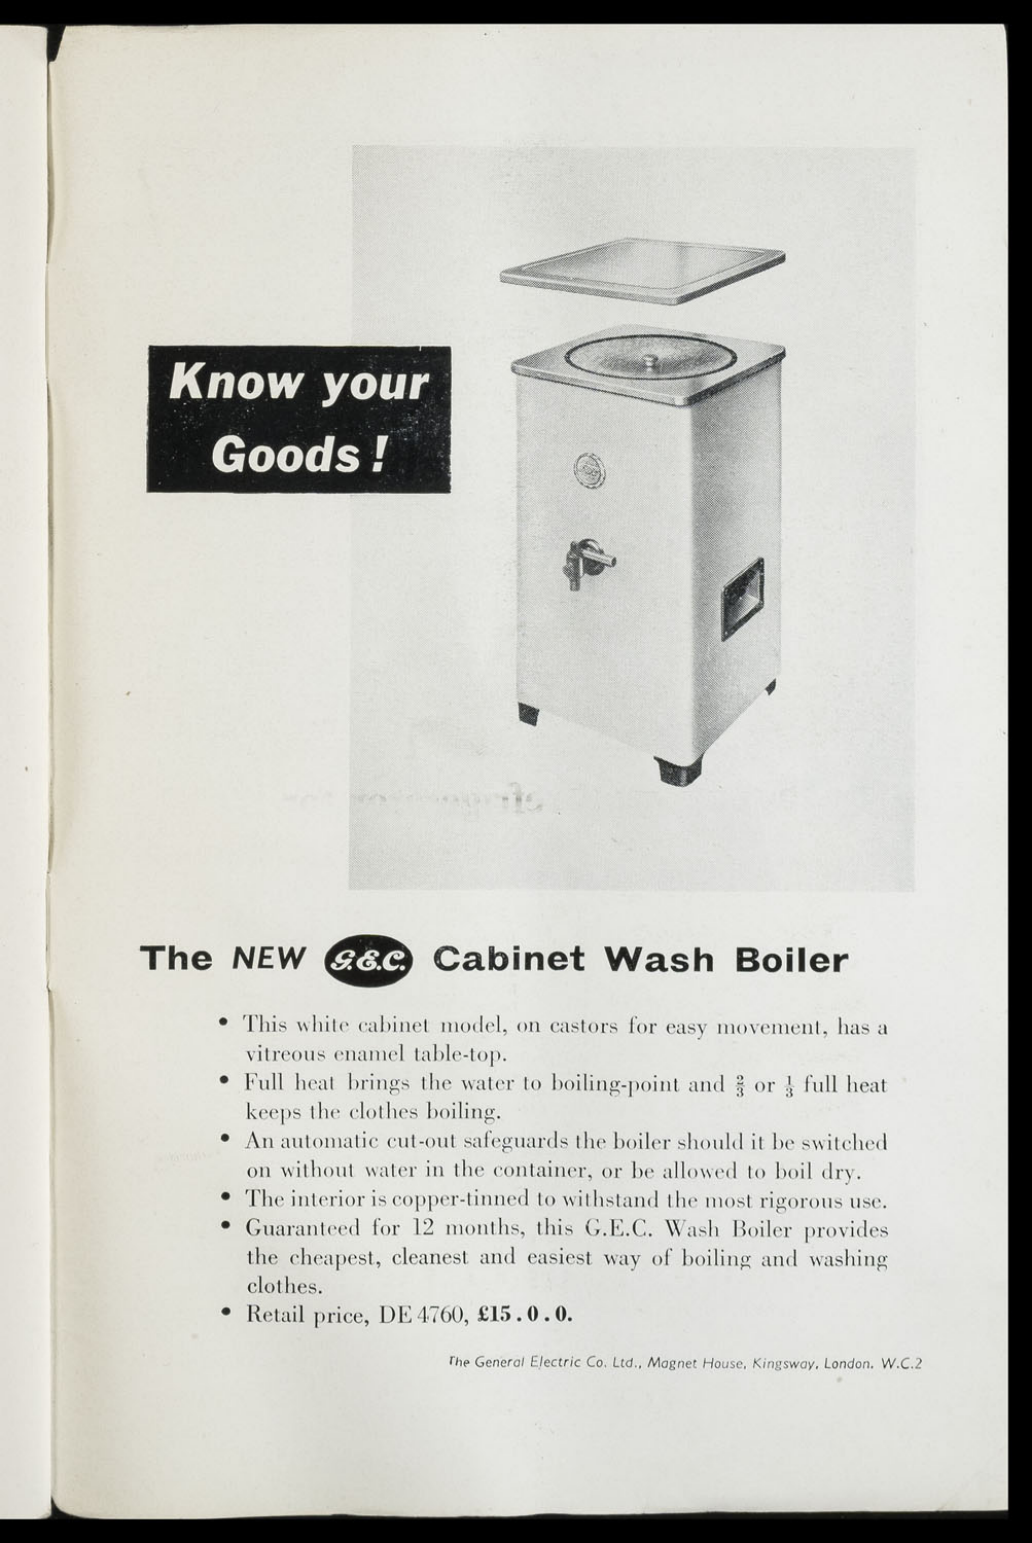 Know your
Goods!
The NEW G.E.C. Cabinet Wash Boiler
• This white cabinet model, on castors for easy movement, has a
vitreous enamel table-top.
• Full heat brings the water to boiling-point and ⅔ or ⅓ full heat
keeps the clothes boiling.
• An automatic cut-out safeguards the boiler should it be switched
on without water in the container, or be allowed to boil dry.
• The interior is copper-tinned to withstand the most rigorous use.
• Guaranteed for 12 months, this G.E.C. Wash Boiler provides
the cheapest, cleanest and easiest way of boiling and washing
clothes.
• Retail price, DE 4760, £15.0.0.
The General Electric Co. Ltd., Magnet House, Kingsway, London. W.C.2